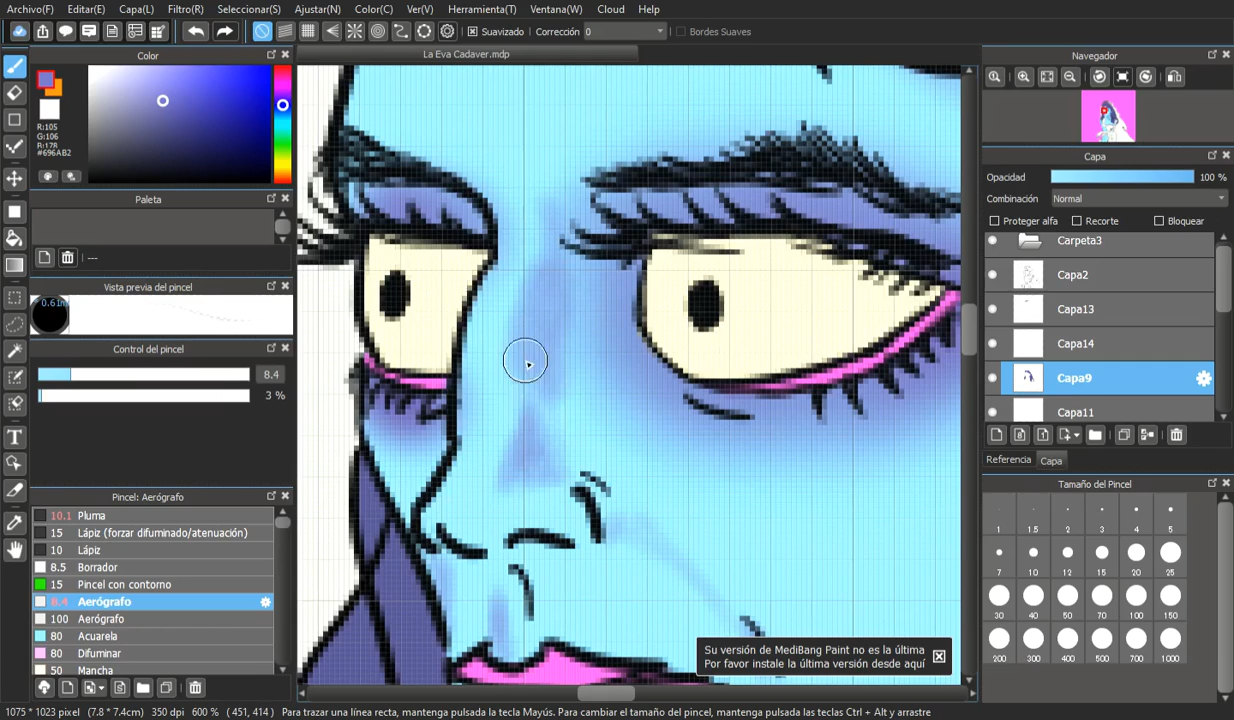 Archivo(F) Editar(E) Capa(L) Filtro(R) Seleccionar(S) Ajustar(N) Color(C) Ver(V) Herramienta(T) Ventana(W) Cloud Help
Suavizado Corrección 0 Bordes Suaves
La Eva Cadaver.mdp
Color
R:105
G:106
B:178
#696AB2
Paleta
---
Vista previa del pincel
Control del pincel
8.4
3 %
Pincel: Aerógrafo
10.1 Pluma
15 Lápiz (forzar difuminado/atenuación)
10 Lápiz
8.5 Borrador
15 Pincel con contorno
8.4 Aerógrafo
100 Aerógrafo
80 Acuarela
80 Difuminar
50 Mancha
Navegador
Capa
Opacidad 100 %
Combinación Normal
Proteger alfa Recorte Bloquear
Carpeta3
Capa2
Capa13
Capa14
Capa9
Capa11
Referencia Capa
Tamaño del Pincel
1 1.5 2 3 4 5
7 10 12 15 20 25
30 40 50 70 100 150
200 300 400 500 700 1000
Su versión de MediBang Paint no es la última
Por favor instale la última versión desde aquí
1075 * 1023 pixel (7.8 * 7.4cm) 350 dpi 600 % ( 451, 414 ) Para trazar una línea recta, mantenga pulsada la tecla Mayús. Para cambiar el tamaño del pincel, mantenga pulsadas las teclas Ctrl + Alt y arrastre